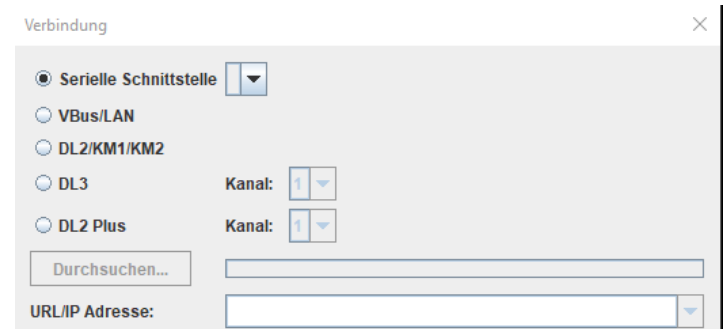 Verbindung
Serielle Schnittstelle
VBus/LAN
DL2/KM1/KM2
DL3 Kanal: 1
DL2 Plus Kanal: 1
Durchsuchen...
URL/IP Adresse: